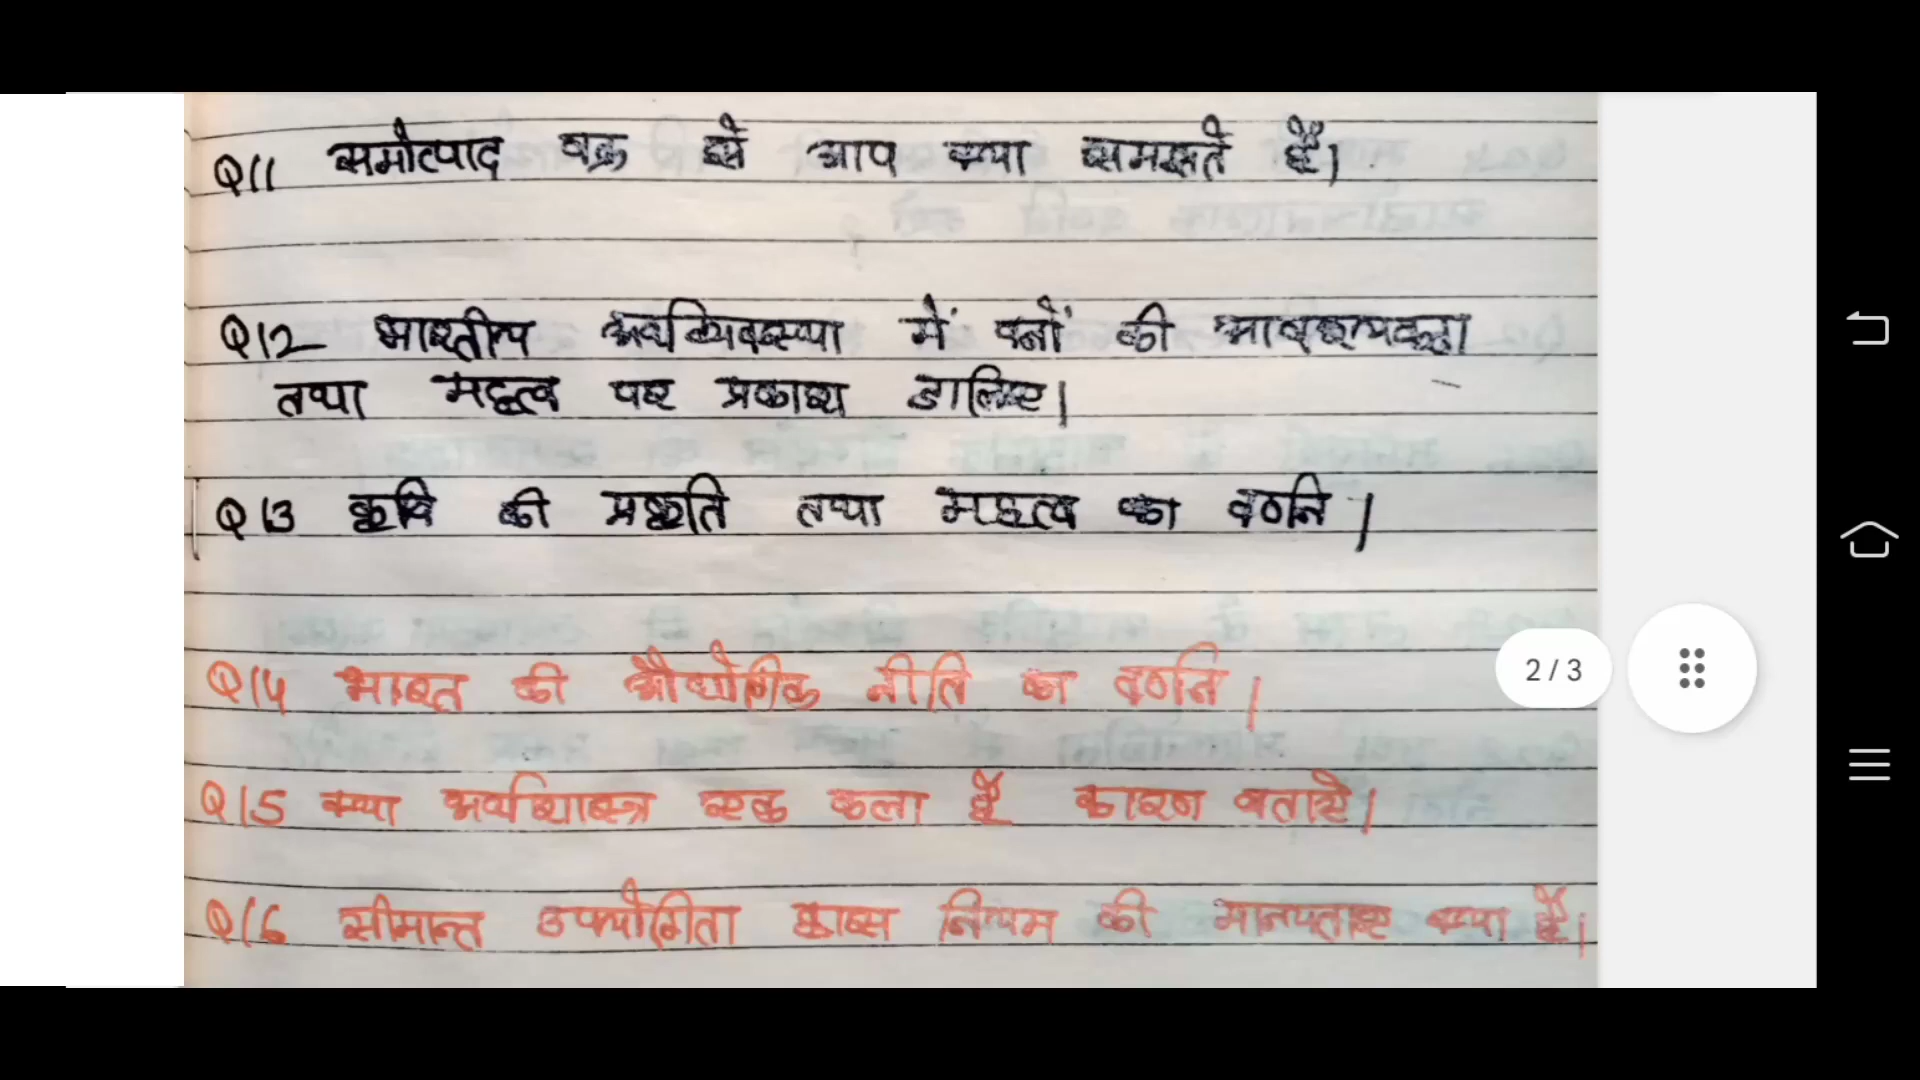 Q11 समोत्पाद वक्र से आप क्या समझते हैं।
Q12 भारतीय अर्थव्यवस्था में वनों की आवश्यकता
तथा महत्व पर प्रकाश डालिए।
Q13 कृषि की प्रकृति तथा महत्व का वर्णन।
2 / 3
Q14 भारत की औद्योगिक नीति का वर्णन।
Q15 क्या अर्थशास्त्र एक कला है कारण बताऐ।
Q16 सीमान्त उपयोगिता ह्रास नियम की मान्यताए क्या है।